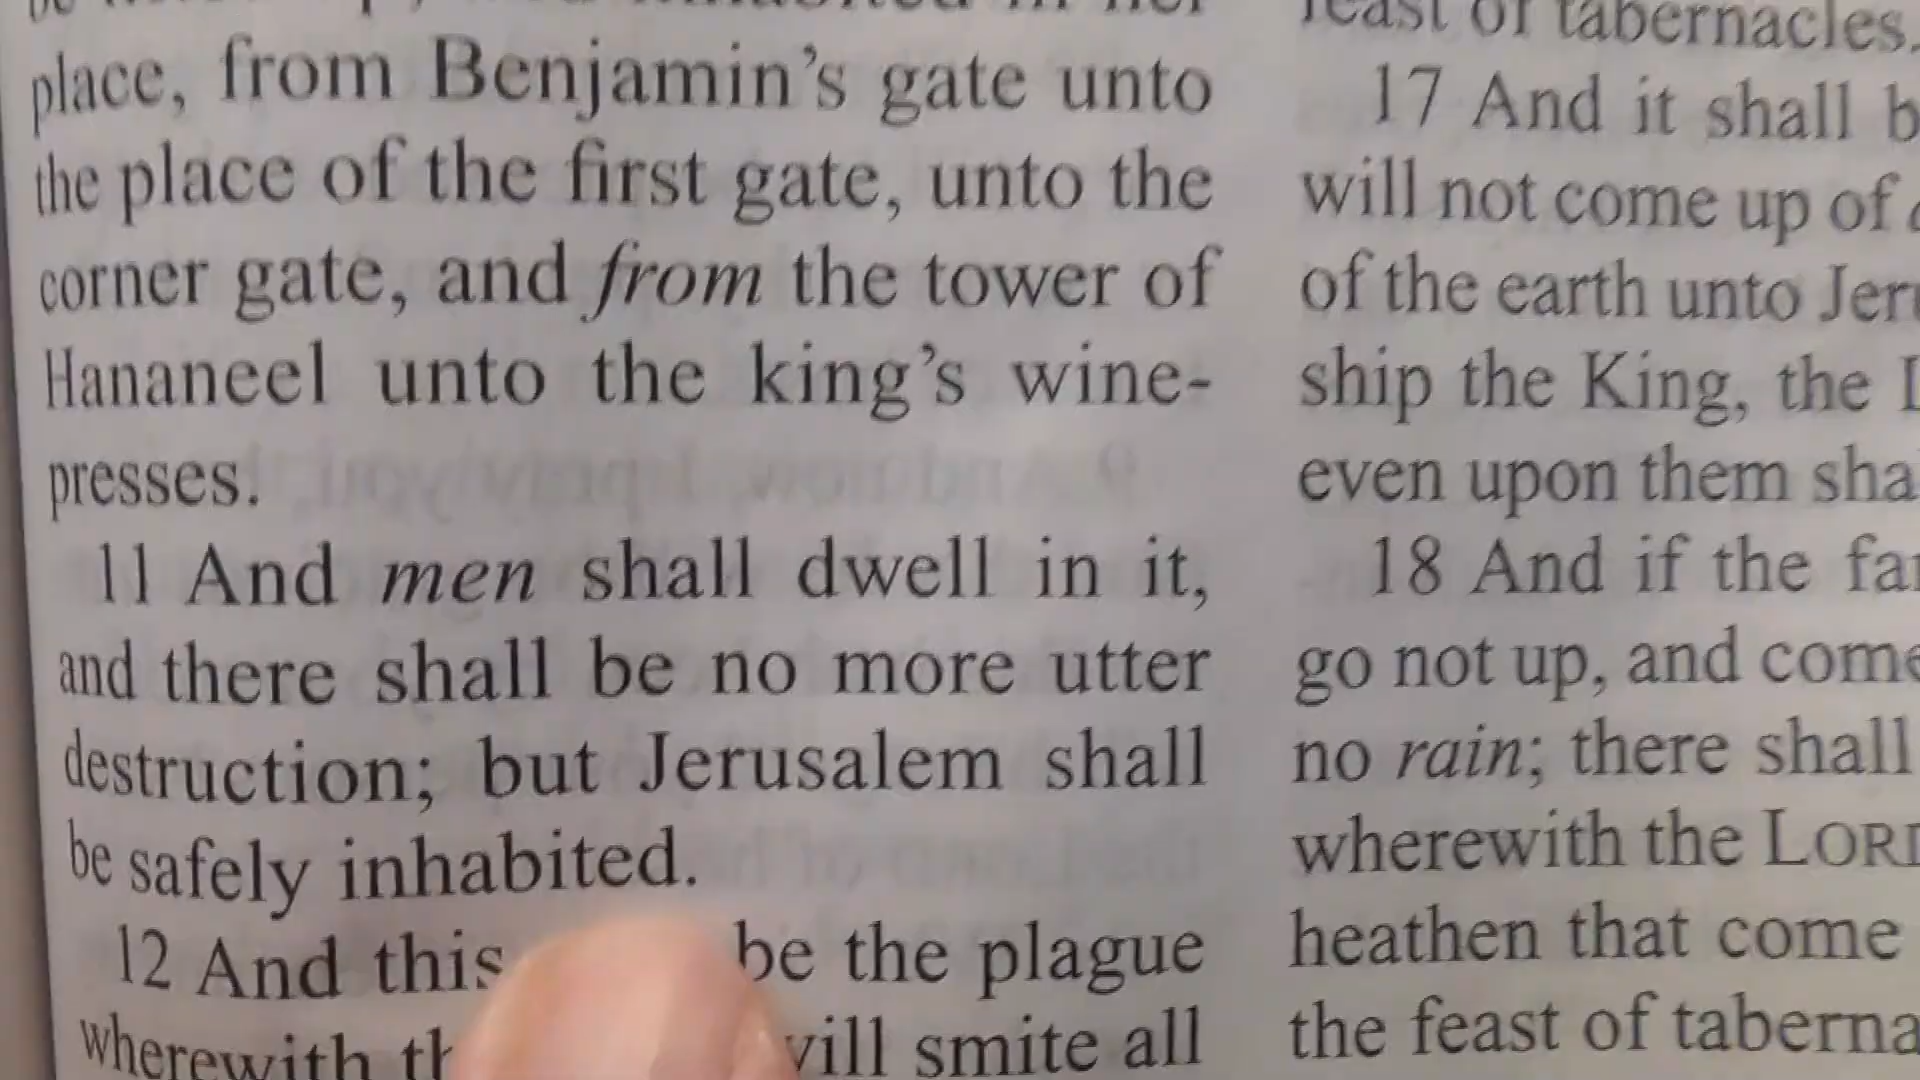 place, from Benjamin's gate unto
the place of the first gate, unto the
corner gate, and from the tower of
Hananeel unto the king's wine-
presses.
11 And men shall dwell in it,
and there shall be no more utter
destruction; but Jerusalem shall
be safely inhabited.
12 And this be the plague
wherewith smite all
feast of tabernacles.
17 And it shall
will not come up of
of the earth unto
ship the King, the
even upon them
18 And if the
go not up, and
no rain; there shall
wherewith the
heathen that come
the feast of